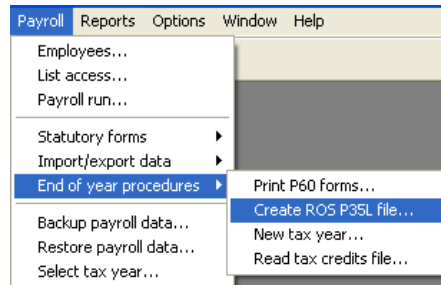 Payroll Reports Options Window Help
Employees...
List access...
Payroll run...
Statutory forms
Import/export data
End of year procedures
Backup payroll data...
Restore payroll data...
Select tax year...
Print P60 forms...
Create ROS P35L file...
New tax year...
Read tax credits file...